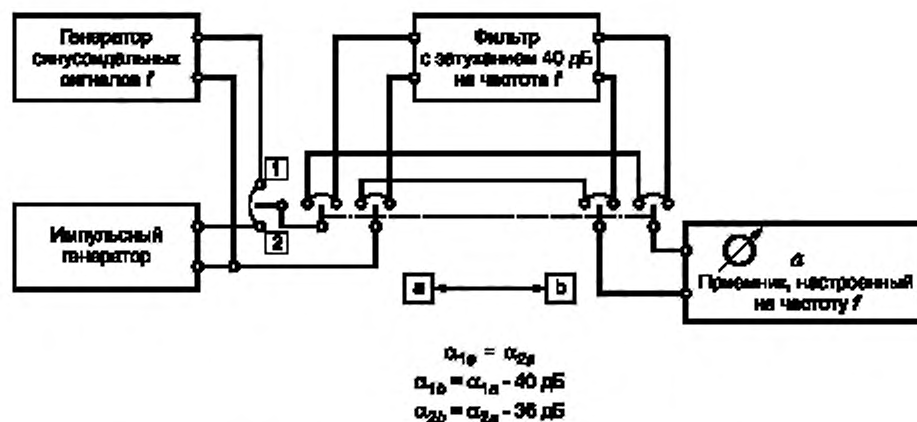 Генератор
синусоидальных
сигналов f
Фильтр
с затуханием 40 дБ
на частоте f
1
2
Импульсный
генератор
a
b
α
Приемник, настроенный
на частоту f
α1a = α2a
α1b = α1a - 40 дБ
α2b = α2a - 36 дБ